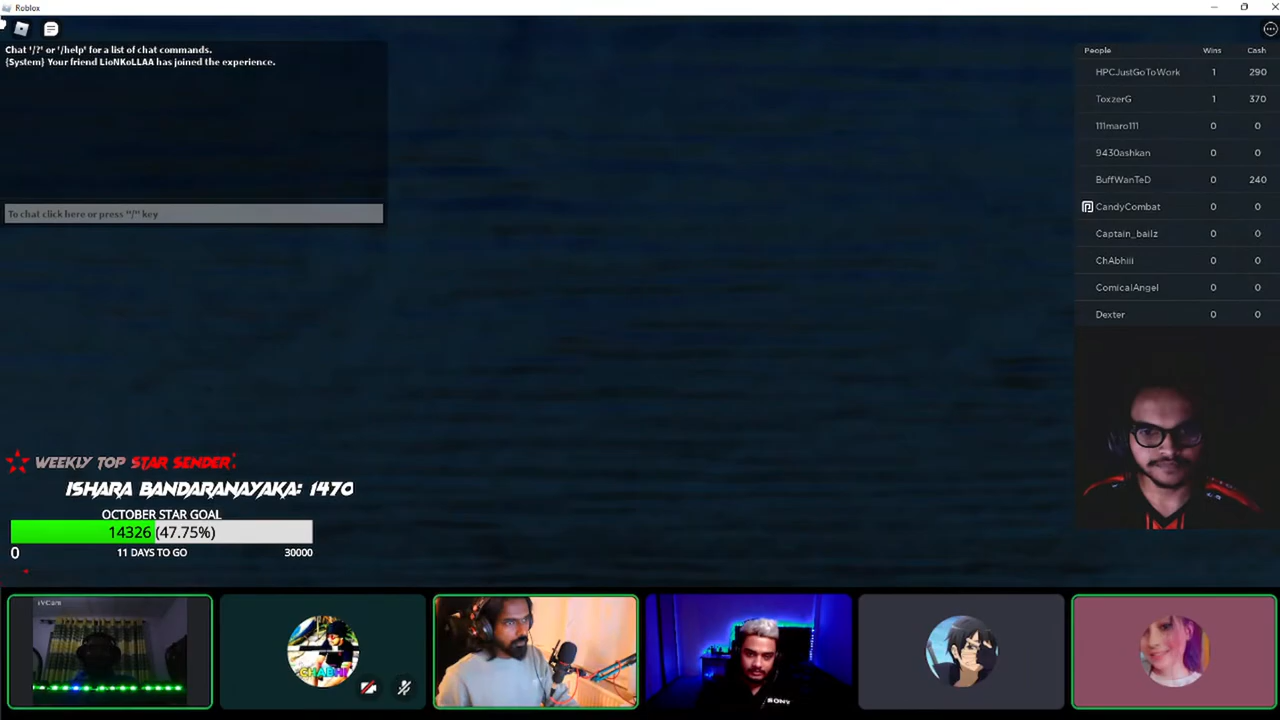 Roblox
Chat '/?' or '/help' for a list of chat commands.
{System} Your friend LioNKoLLAA has joined the experience.
To chat click here or press "/" key
People Wins Cash
HPCJustGoToWork 1 290
ToxzerG 1 370
111maro111 0 0
9430ashkan 0 0
BuffWanTeD 0 240
CandyCombat 0 0
Captain_bailz 0 0
ChAbhiii 0 0
ComicalAngel 0 0
Dexter 0 0
WEEKLY TOP STAR SENDER:
ISHARA BANDARANAYAKA: 1470
OCTOBER STAR GOAL
14326 (47.75%)
0 11 DAYS TO GO 30000
iVCam
CHABHI
SONY